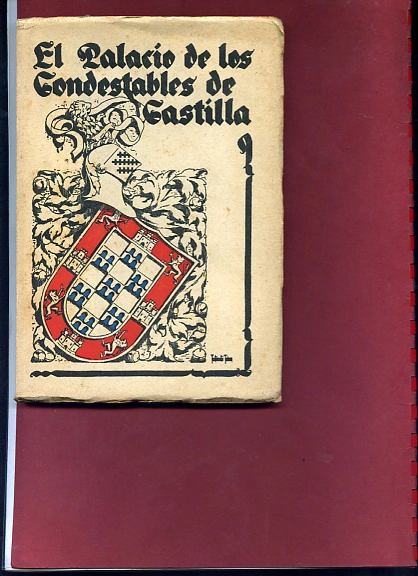 El Palacio de los
Condestables de
Castilla